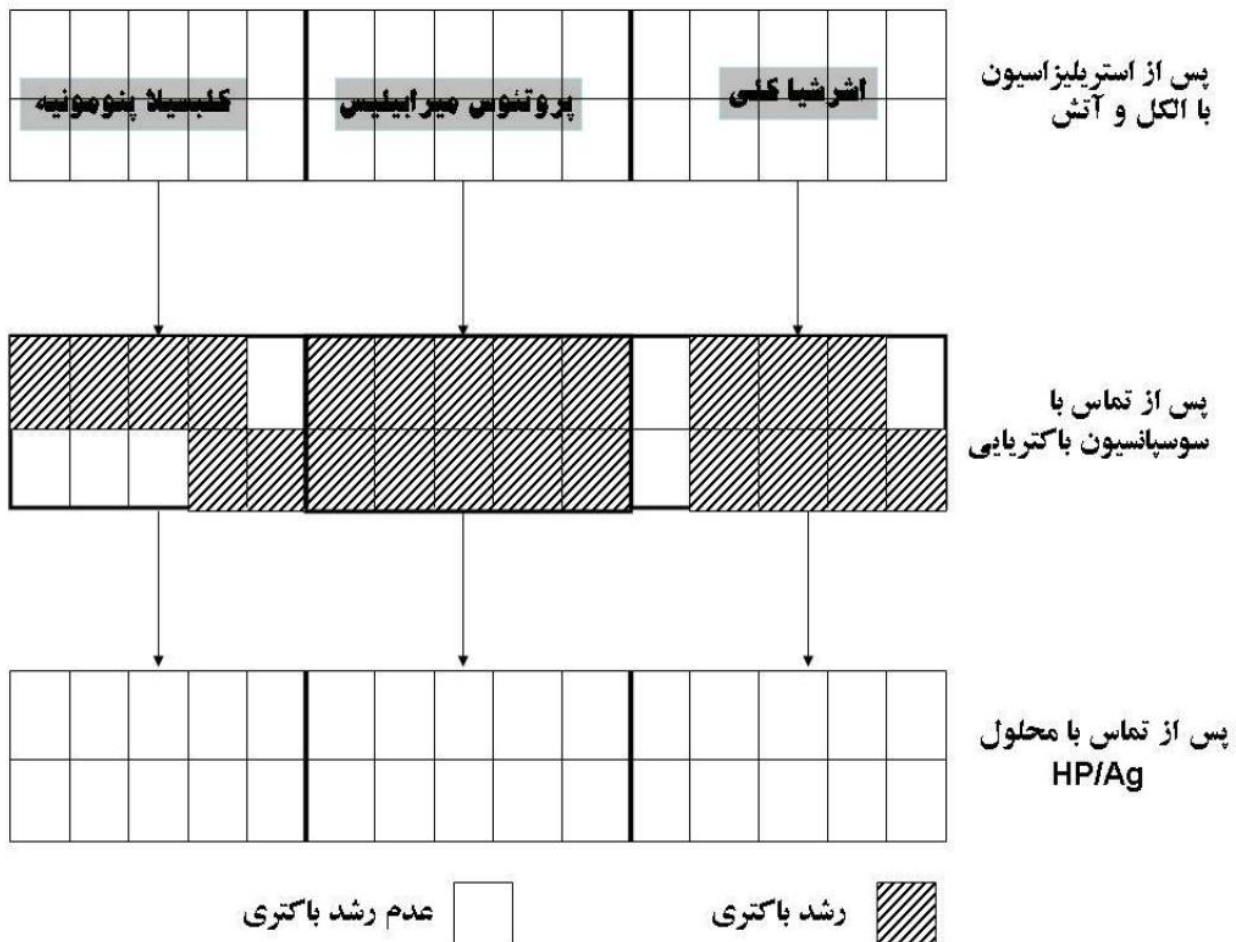 اشرشیا کلی
پروتئوس میرابیلیس
کلبسیلا پنومونیه
پس از استریلیزاسیون
با الکل و آتش
پس از تماس با
سوسپانسیون باکتریایی
پس از تماس با محلول
HP/Ag
رشد باکتری
عدم رشد باکتری